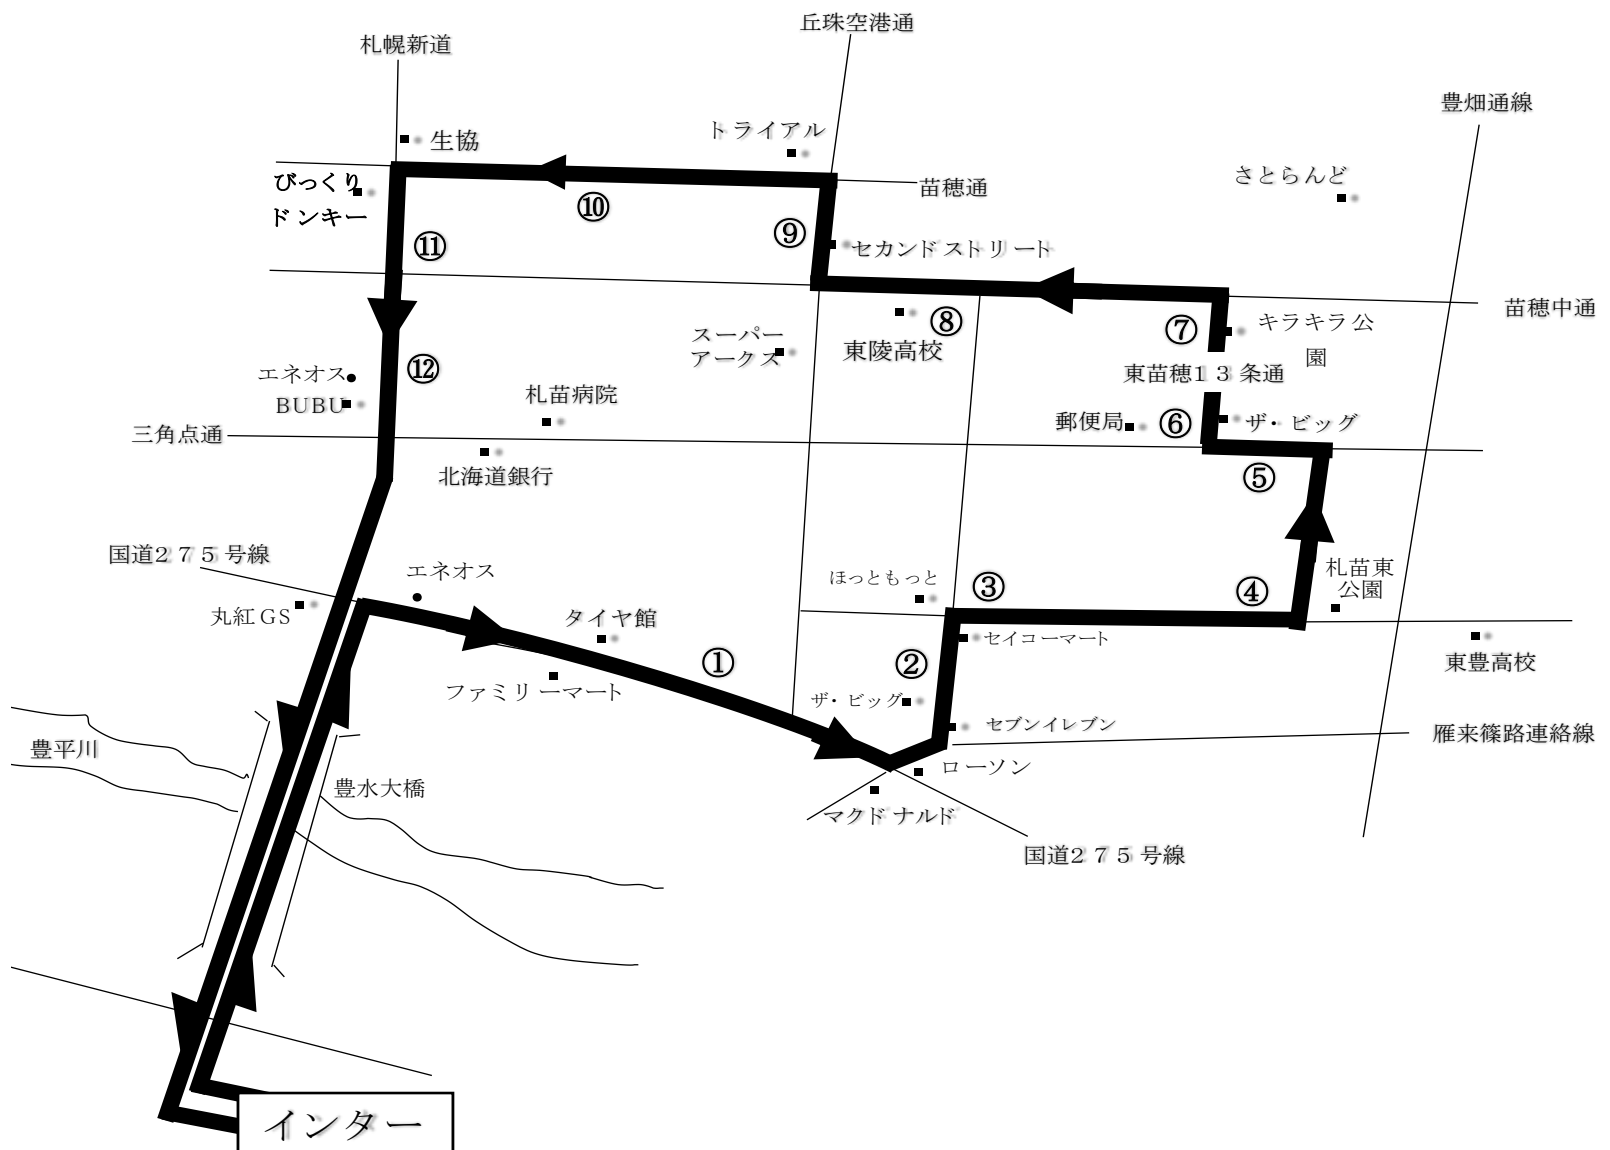 丘珠空港通
札幌新道
豊畑通線
トライアル
生協
さとらんど
びっくり
ドンキー
苗穂通
⑩
⑨
⑪
セカンドストリート
苗穂中通
⑧
⑦
キラキラ公
園
スーパー
アークス
東陵高校
⑫
エネオス
BUBU
東苗穂13条通
札苗病院
郵便局
⑥
ザ・ビッグ
三角点通
北海道銀行
⑤
国道275号線
エネオス
札苗東
公園
ほっともっと
③
④
丸紅GS
タイヤ館
セイコーマート
①
②
東豊高校
ファミリーマート
ザ・ビッグ
セブンイレブン
雁来篠路連絡線
豊平川
ローソン
豊水大橋
マクドナルド
国道275号線
インター